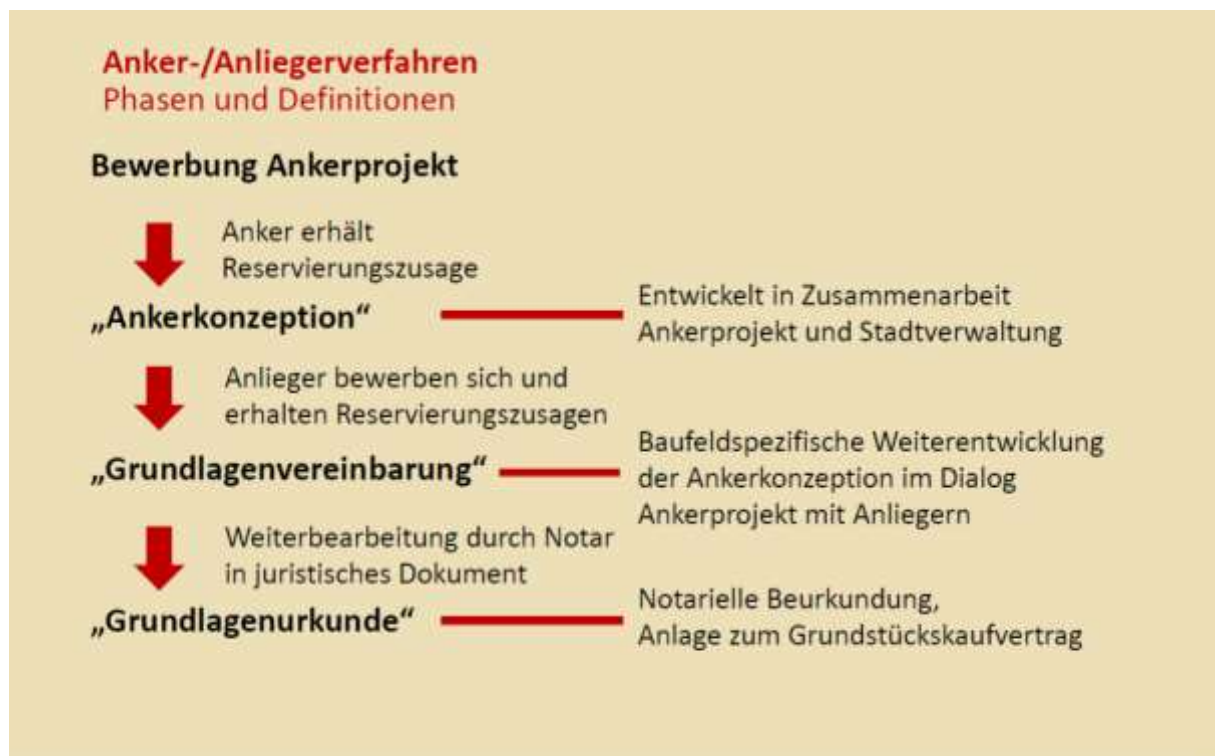 Anker-/Anliegerverfahren
Phasen und Definitionen
Bewerbung Ankerprojekt
Anker erhält
Reservierungszusage
„Ankerkonzeption“
Entwickelt in Zusammenarbeit
Ankerprojekt und Stadtverwaltung
Anlieger bewerben sich und
erhalten Reservierungszusagen
„Grundlagenvereinbarung“
Baufeldspezifische Weiterentwicklung
der Ankerkonzeption im Dialog
Ankerprojekt mit Anliegern
Weiterbearbeitung durch Notar
in juristisches Dokument
„Grundlagenurkunde“
Notarielle Beurkundung,
Anlage zum Grundstückskaufvertrag